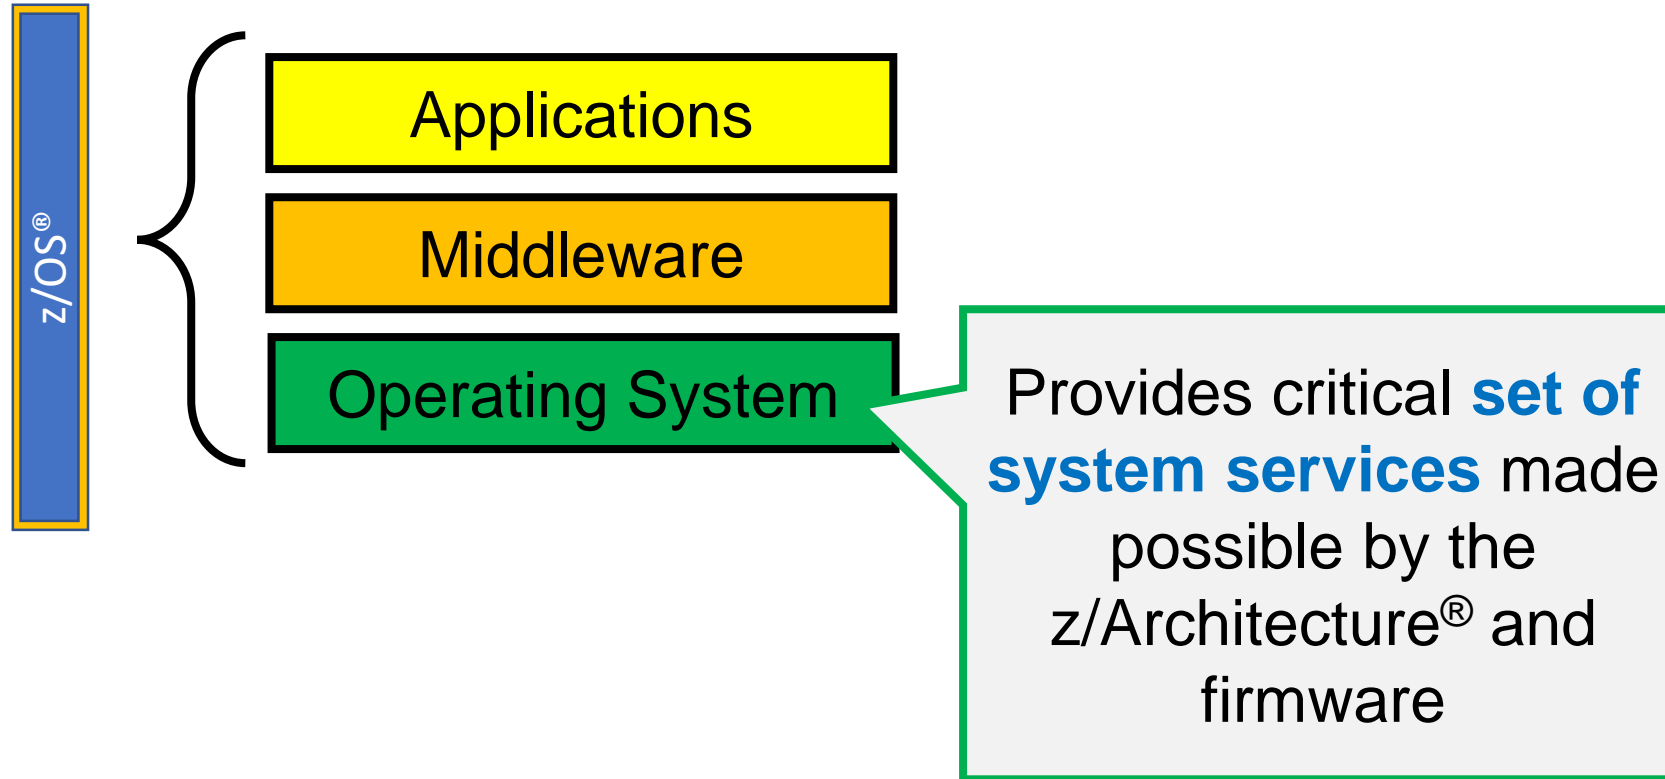 z/OS®
Applications
Middleware
Operating System
Provides critical set of
system services made
possible by the
z/Architecture® and
firmware